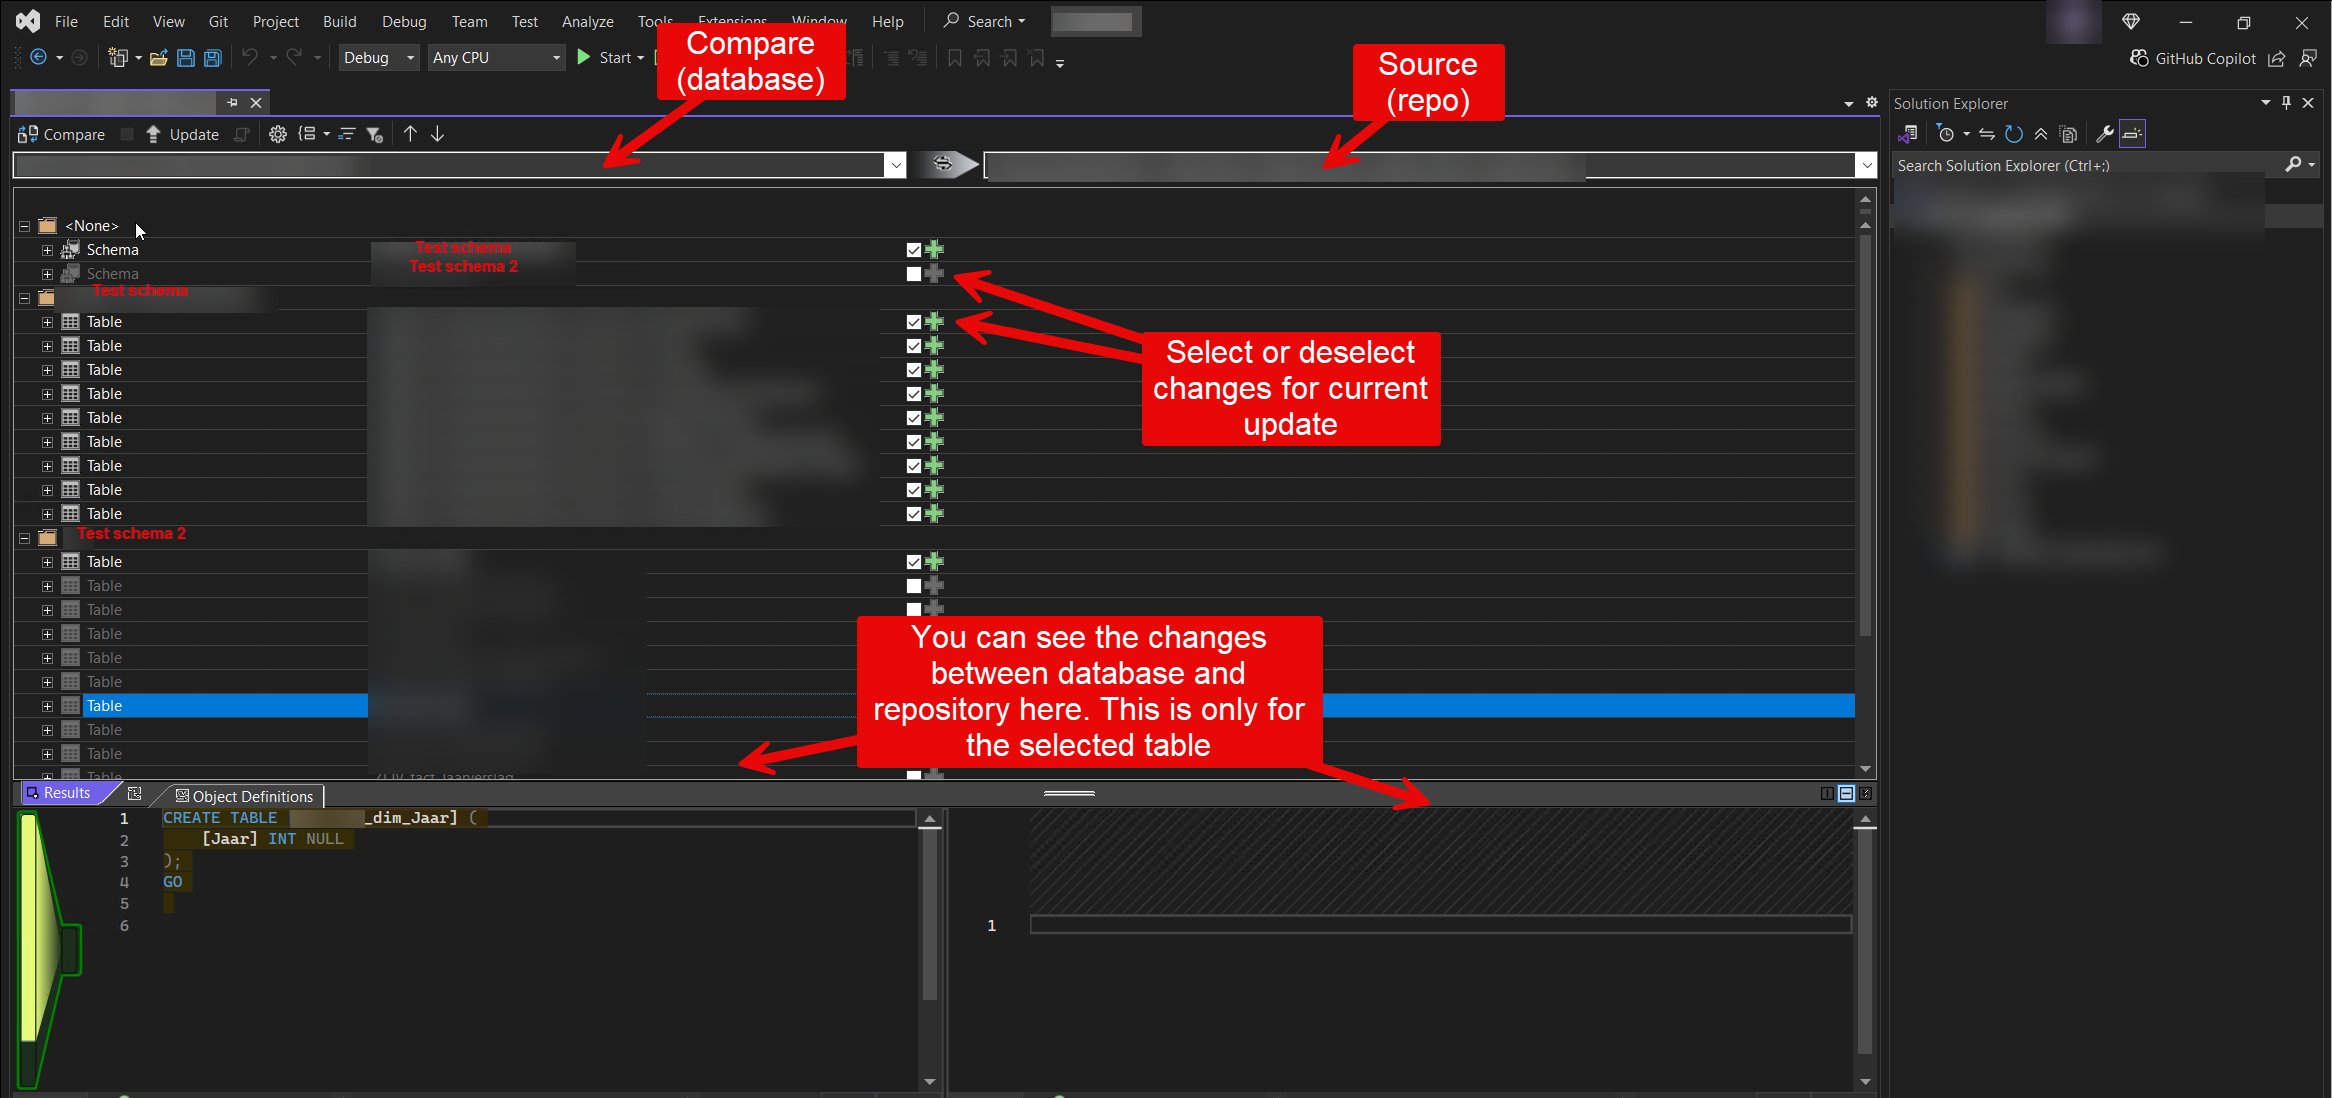 File Edit View Git Project Build Debug Team Test Analyze Tools Extensions Window Help Search
Debug Any CPU Start GitHub Copilot
Compare
(database)
Source
(repo)
Solution Explorer
Compare Update
Search Solution Explorer (Ctrl+;)
<None>
Schema Test schema
Schema Test schema 2
Test schema
Table
Table
Table
Table
Table
Table
Table
Table
Table
Select or deselect
changes for current
update
Test schema 2
Table
Table
Table
Table
Table
Table
Table
Table
Table
Table
You can see the changes
between database and
repository here. This is only for
the selected table
Results Object Definitions
1 CREATE TABLE _dim_Jaar] (
2 [Jaar] INT NULL
3 );
4 GO
5
6
1